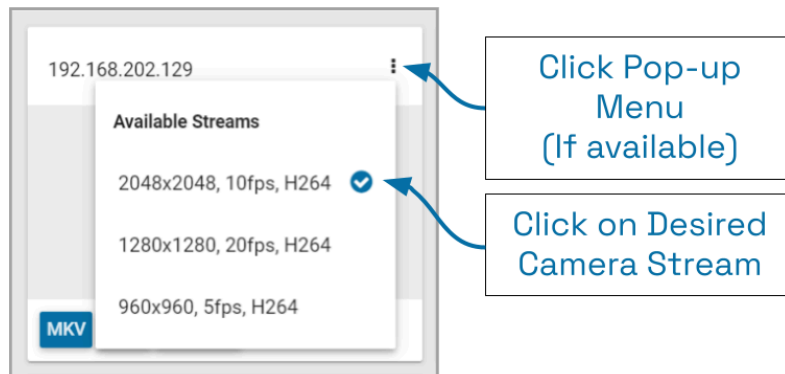 192.168.202.129
Available Streams
2048x2048, 10fps, H264
1280x1280, 20fps, H264
960x960, 5fps, H264
MKV
Click Pop-up
Menu
(If available)
Click on Desired
Camera Stream